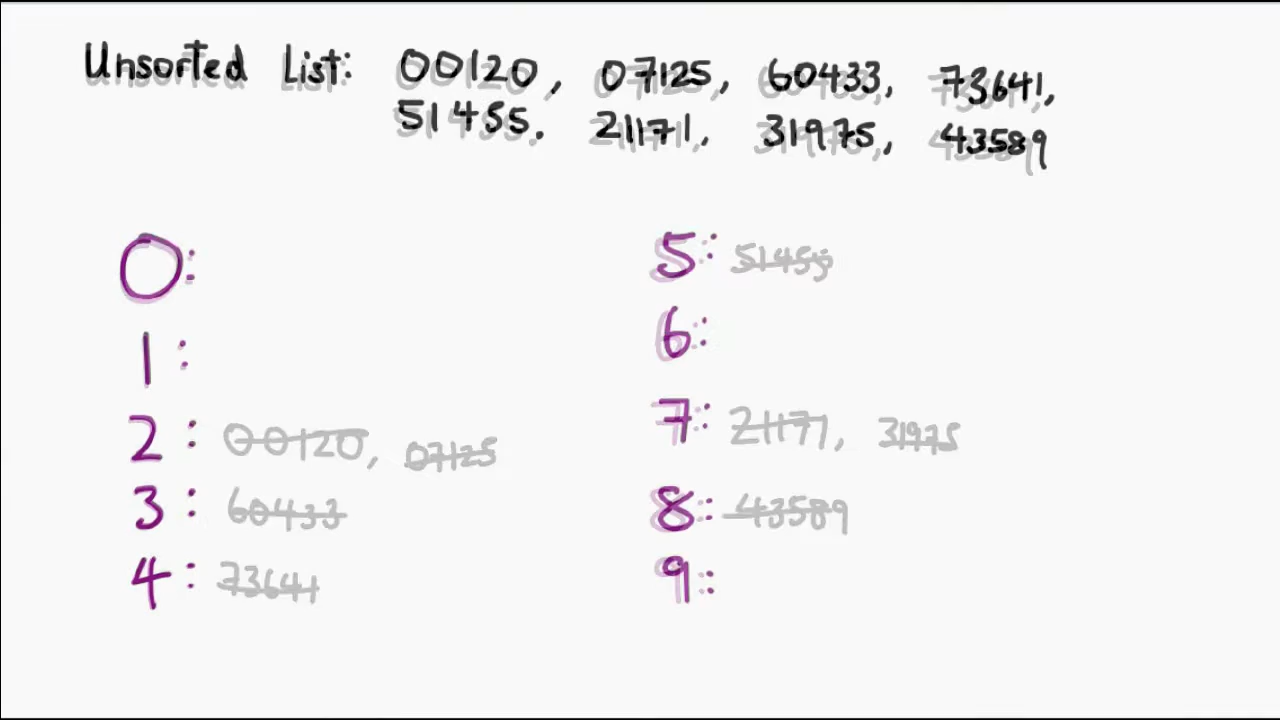 Unsorted List: 00120, 07125, 60433, 73641,
51455. 21171, 31975, 43589
0:
1:
2: 00120, 07125
3: 60433
4: 73641
5: 51455
6:
7: 21171, 31975
8: 43589
9: